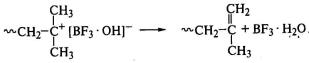 CH₃ CH₂
~CH₂-C⁺ [BF₃·OH]⁻ → ~CH₂-C + BF₃·H₂O.
CH₃ CH₃